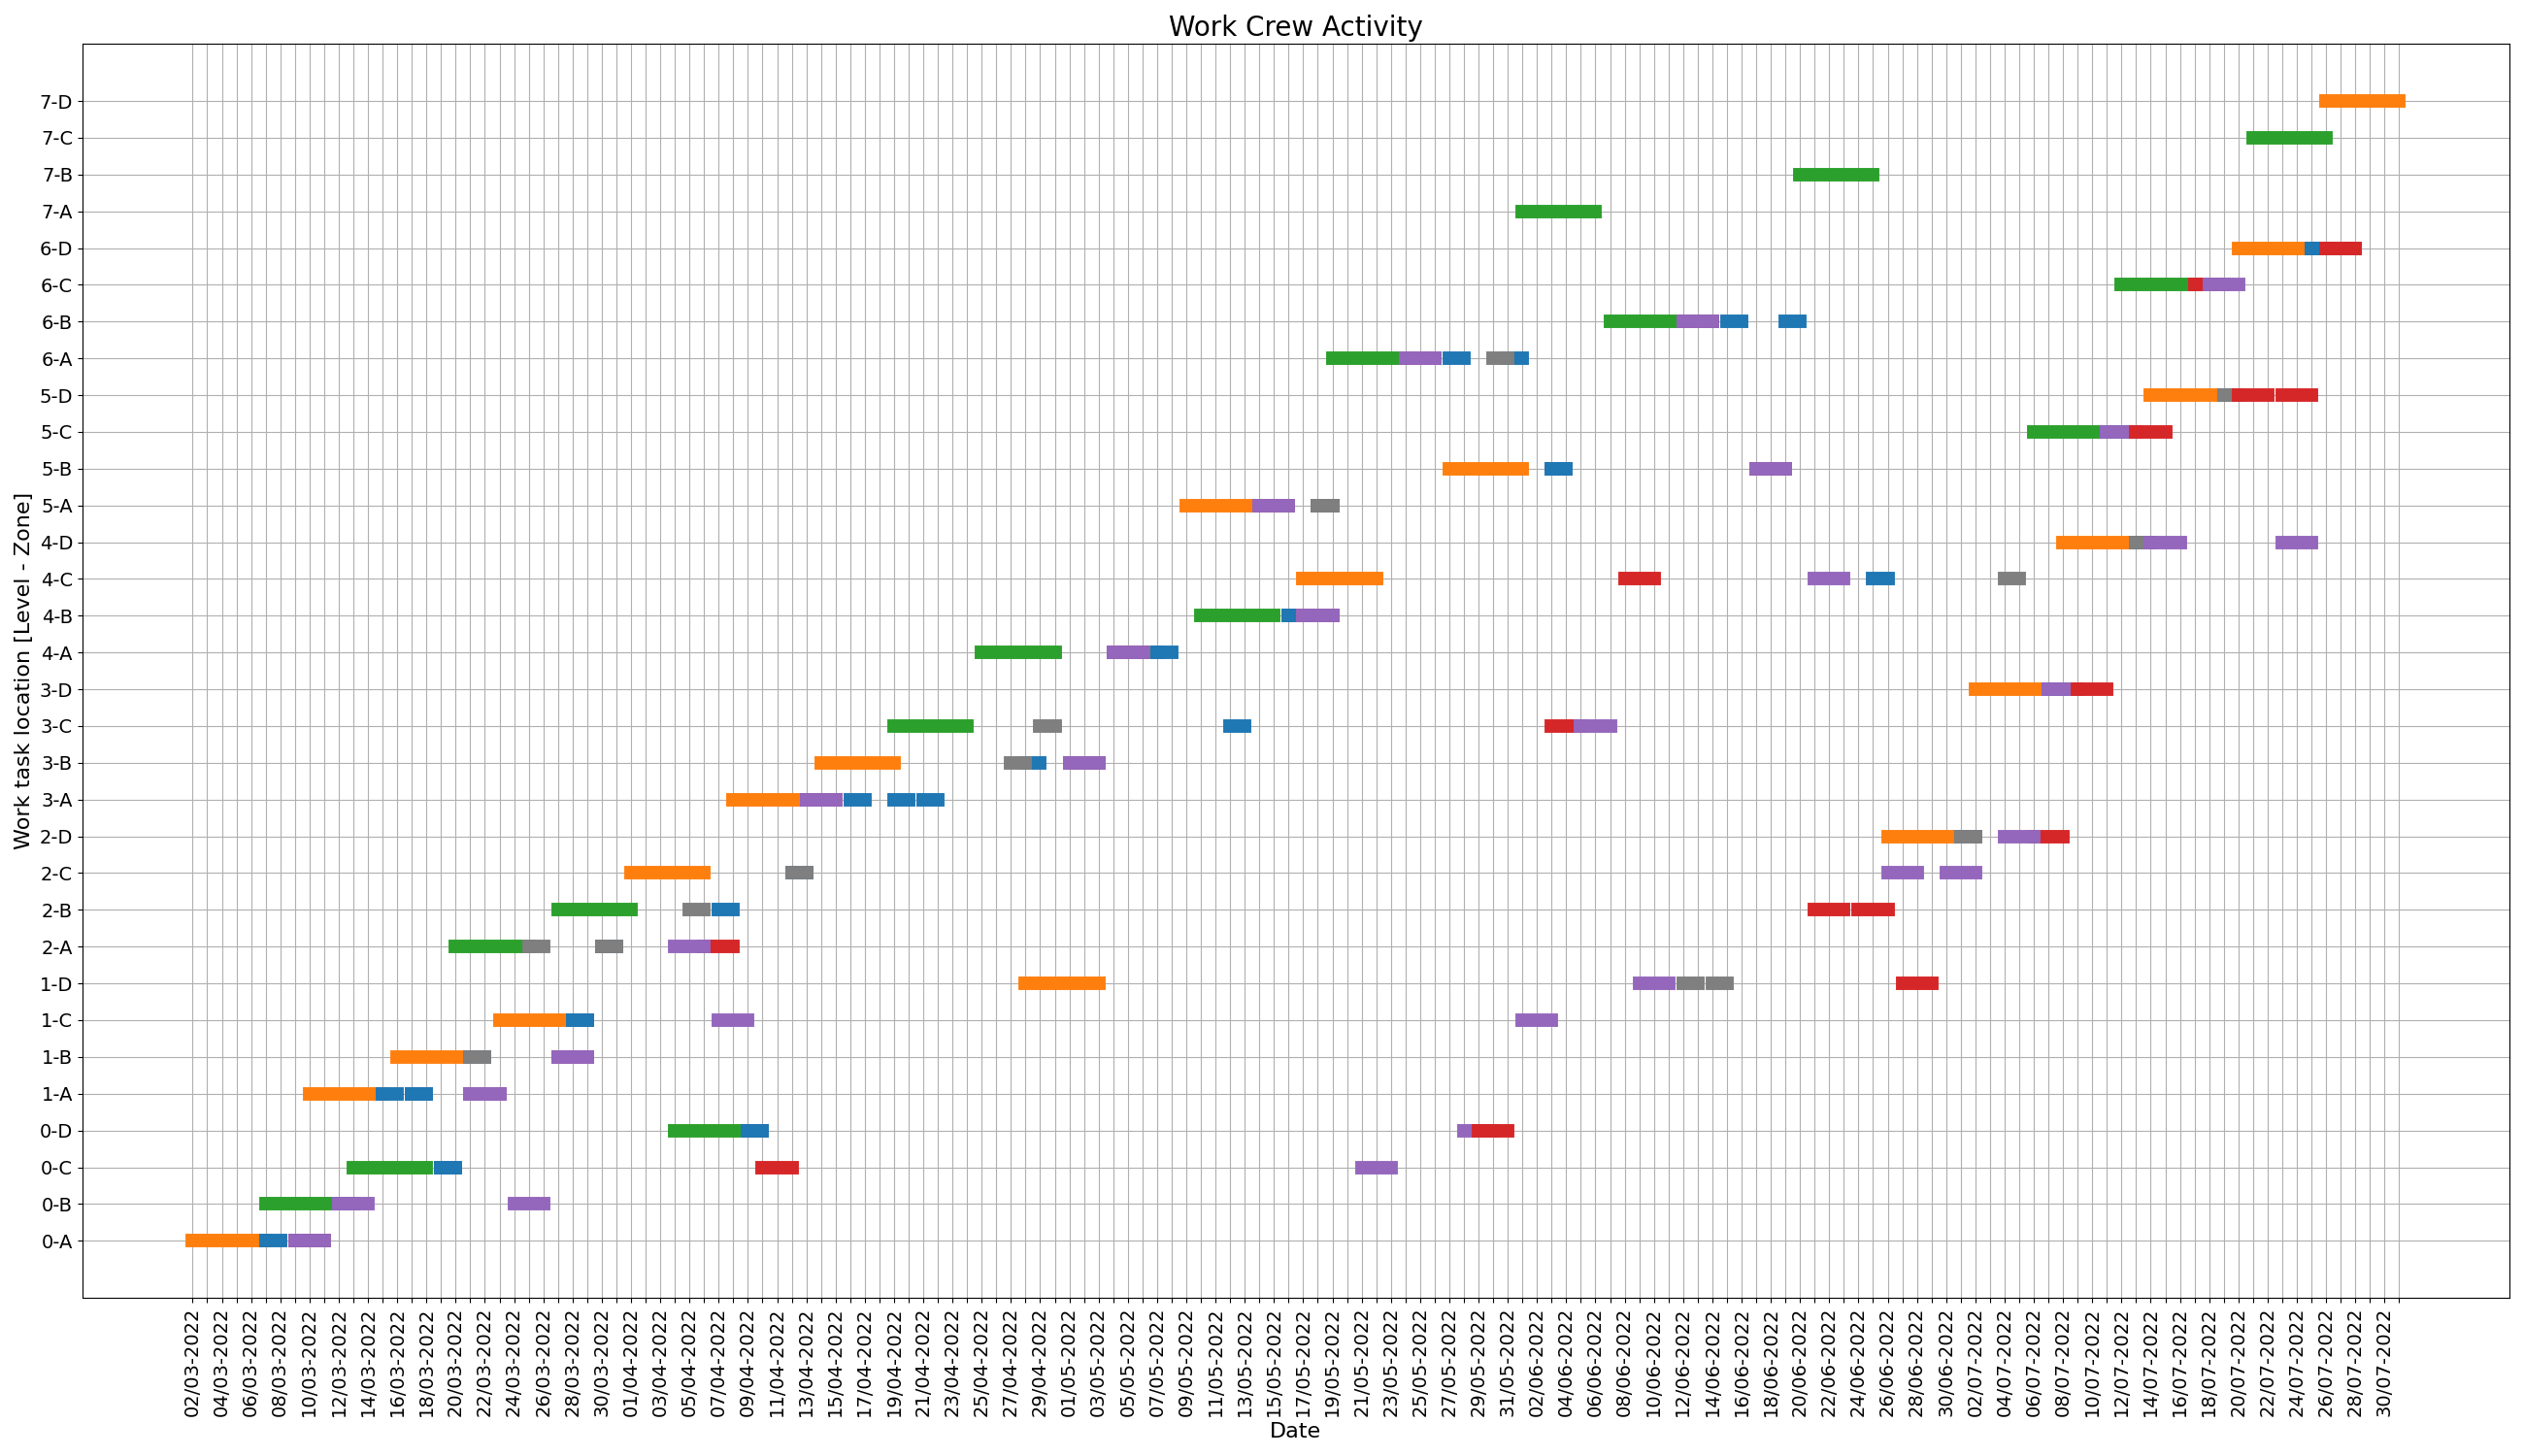 Work Crew Activity
Work task location [Level - Zone]
7-D
7-C
7-B
7-A
6-D
6-C
6-B
6-A
5-D
5-C
5-B
5-A
4-D
4-C
4-B
4-A
3-D
3-C
3-B
3-A
2-D
2-C
2-B
2-A
1-D
1-C
1-B
1-A
0-D
0-C
0-B
0-A
02/03-2022
04/03-2022
06/03-2022
08/03-2022
10/03-2022
12/03-2022
14/03-2022
16/03-2022
18/03-2022
20/03-2022
22/03-2022
24/03-2022
26/03-2022
28/03-2022
30/03-2022
01/04-2022
03/04-2022
05/04-2022
07/04-2022
09/04-2022
11/04-2022
13/04-2022
15/04-2022
17/04-2022
19/04-2022
21/04-2022
23/04-2022
25/04-2022
27/04-2022
29/04-2022
01/05-2022
03/05-2022
05/05-2022
07/05-2022
09/05-2022
11/05-2022
13/05-2022
15/05-2022
17/05-2022
19/05-2022
21/05-2022
23/05-2022
25/05-2022
27/05-2022
29/05-2022
31/05-2022
02/06-2022
04/06-2022
06/06-2022
08/06-2022
10/06-2022
12/06-2022
14/06-2022
16/06-2022
18/06-2022
20/06-2022
22/06-2022
24/06-2022
26/06-2022
28/06-2022
30/06-2022
02/07-2022
04/07-2022
06/07-2022
08/07-2022
10/07-2022
12/07-2022
14/07-2022
16/07-2022
18/07-2022
20/07-2022
22/07-2022
24/07-2022
26/07-2022
28/07-2022
30/07-2022
Date